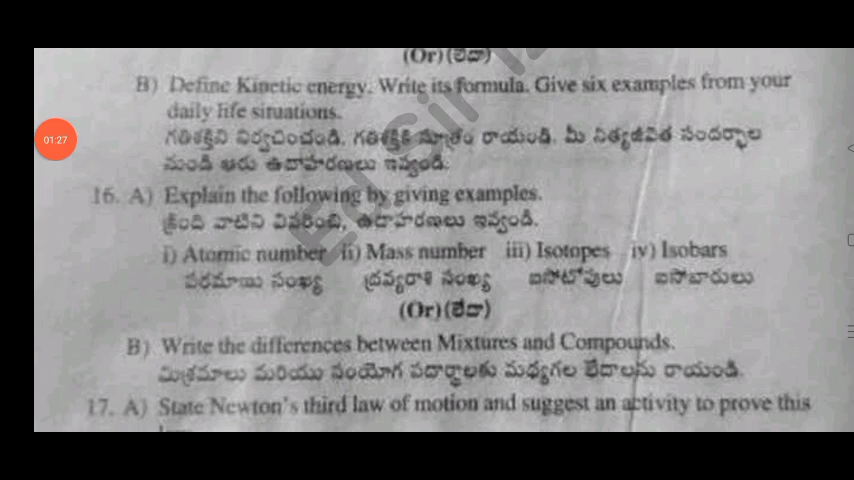 (Or) (లేదా)
B) Define Kinetic energy. Write its formula. Give six examples from your
daily life situations.
గతిశక్తిని నిర్వచించండి. గతిశక్తికి సూత్రం రాయండి. మీ నిత్యజీవిత సందర్భాల
నుండి ఆరు ఉదాహరణలు ఇవ్వండి.
01:27
16. A) Explain the following by giving examples.
క్రింది వాటిని వివరించి, ఉదాహరణలు ఇవ్వండి.
i) Atomic number ii) Mass number iii) Isotopes iv) Isobars
పరమాణు సంఖ్య ద్రవ్యరాశి సంఖ్య ఐసోటోపులు ఐసోబారులు
(Or) (లేదా)
B) Write the differences between Mixtures and Compounds.
మిశ్రమాలు మరియు సంయోగ పదార్థాలకు మధ్యగల భేదాలను రాయండి.
17. A) State Newton's third law of motion and suggest an activity to prove this